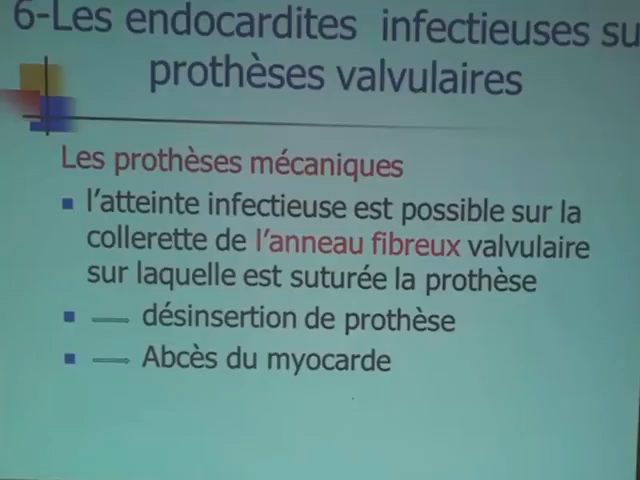 6-Les endocardites infectieuses su
prothèses valvulaires
Les prothèses mécaniques
l'atteinte infectieuse est possible sur la
collerette de l'anneau fibreux valvulaire
sur laquelle est suturée la prothèse
désinsertion de prothèse
Abcès du myocarde